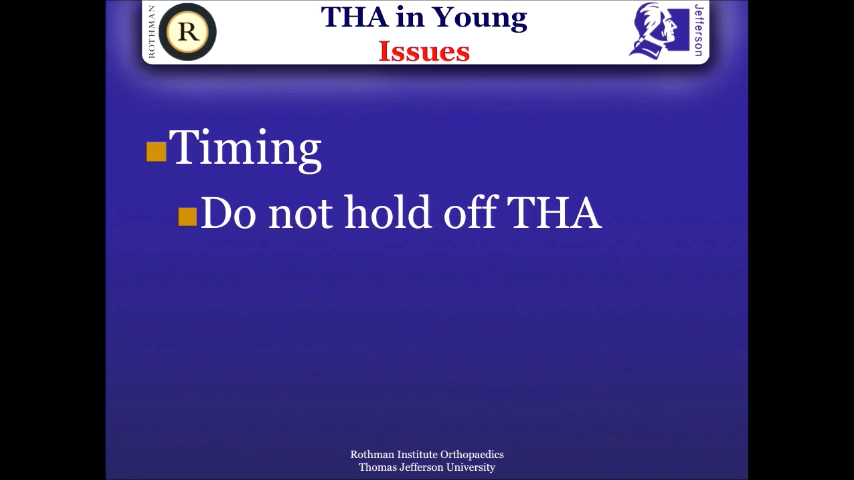 THA in Young
Issues
ROTHMAN
R
Jefferson
Timing
Do not hold off THA
Rothman Institute Orthopaedics
Thomas Jefferson University